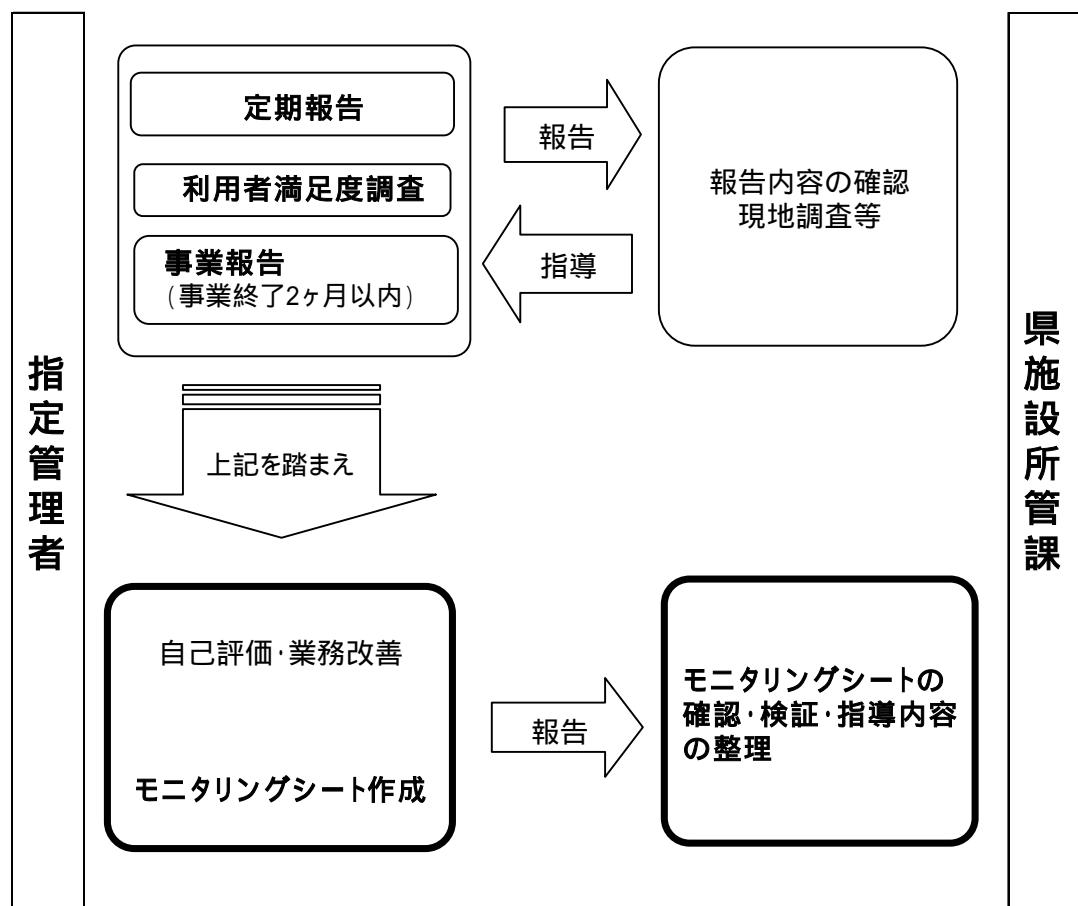 指定管理者
定期報告
利用者満足度調査
事業報告
(事業終了2ヶ月以内)
報告
指導
報告内容の確認
現地調査等
上記を踏まえ
自己評価・業務改善
モニタリングシート作成
報告
モニタリングシートの
確認・検証・指導内容
の整理
県施設所管課